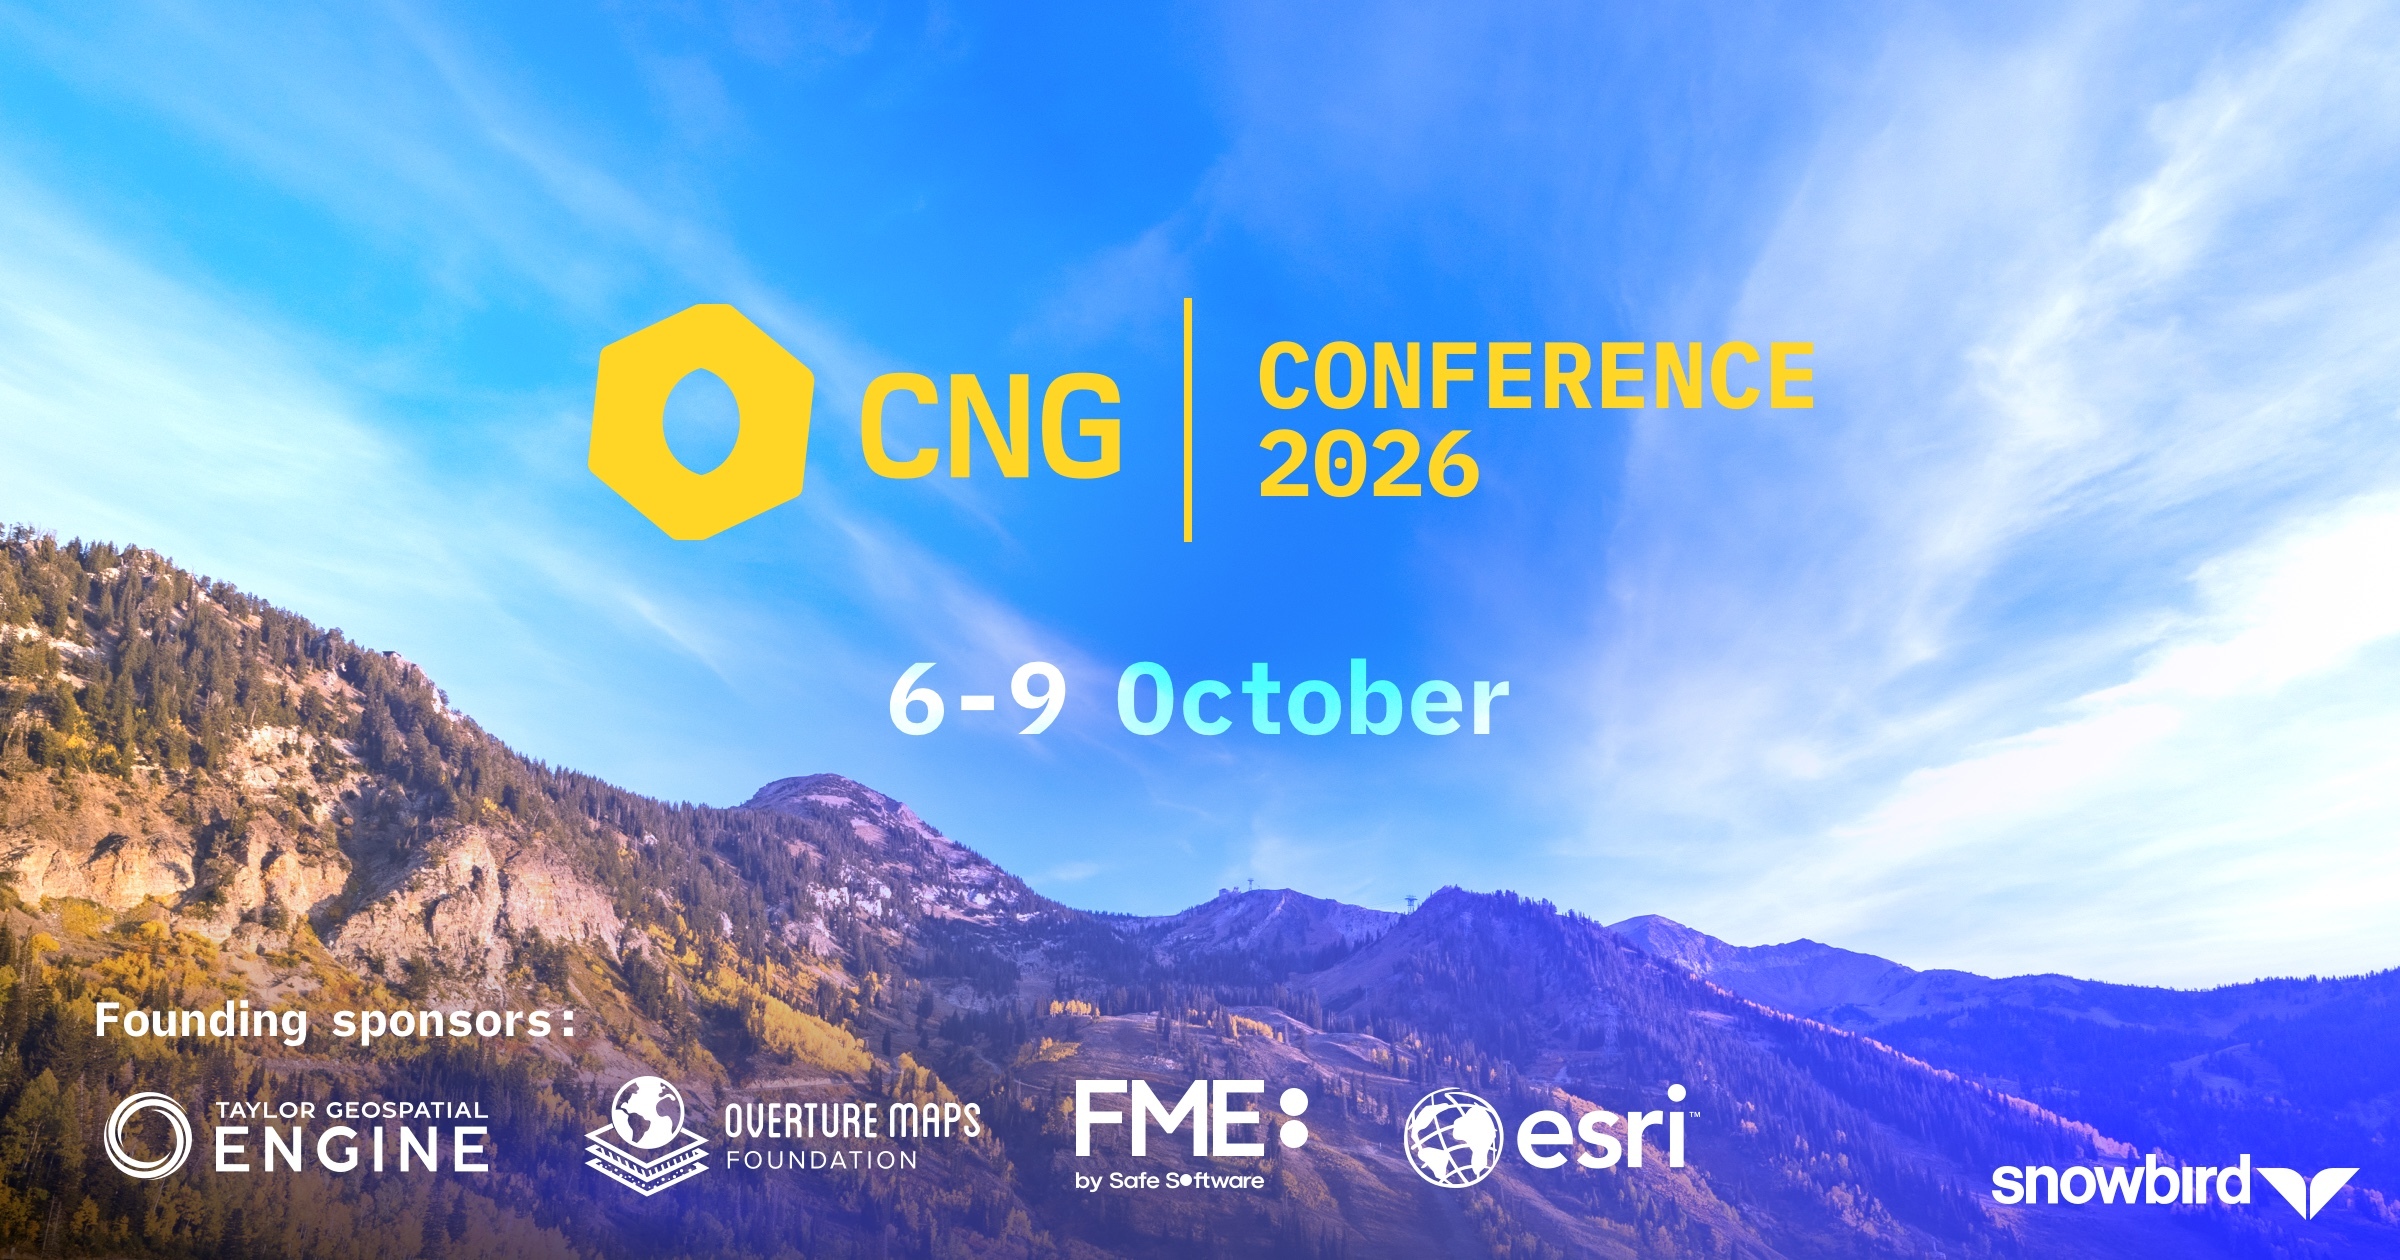 CNG
CONFERENCE
2026
6-9 October
Founding sponsors:
TAYLOR GEOSPATIAL
ENGINE
OVERTURE MAPS
FOUNDATION
FME:
by Safe Software
esri™
snowbird